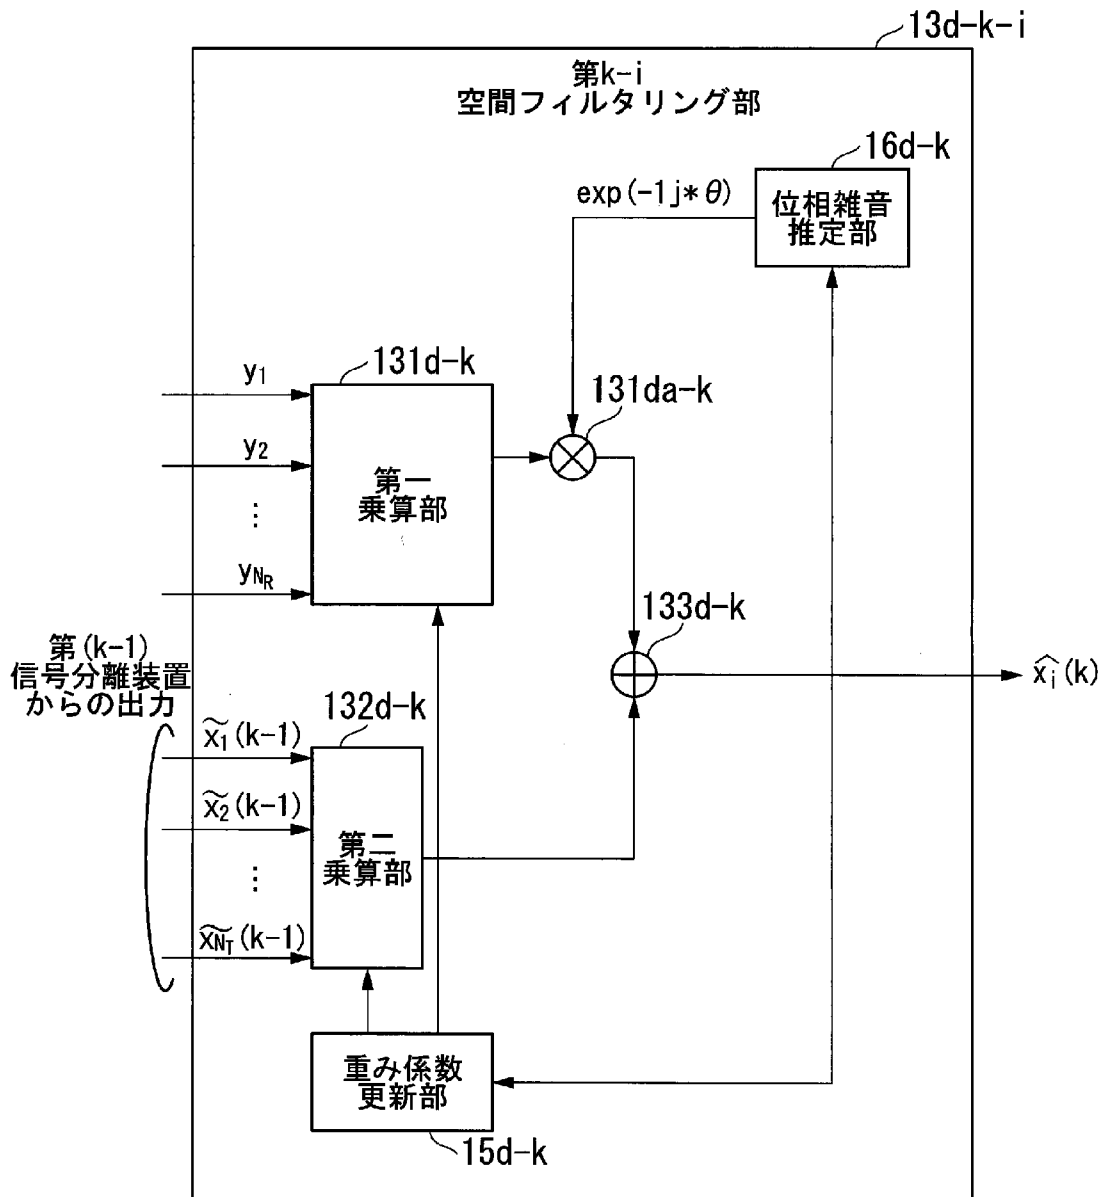 13d-k-i
第k-i
空間フィルタリング部
16d-k
exp(-1j*θ)
位相雑音
推定部
131d-k
y₁
131da-k
y₂
第一
乗算部
⋮
y_{N_R}
133d-k
第(k-1)
信号分離装置
からの出力
x̂ᵢ(k)
132d-k
x̃₁(k-1)
x̃₂(k-1)
第二
乗算部
⋮
x̃_{N_T}(k-1)
重み係数
更新部
15d-k